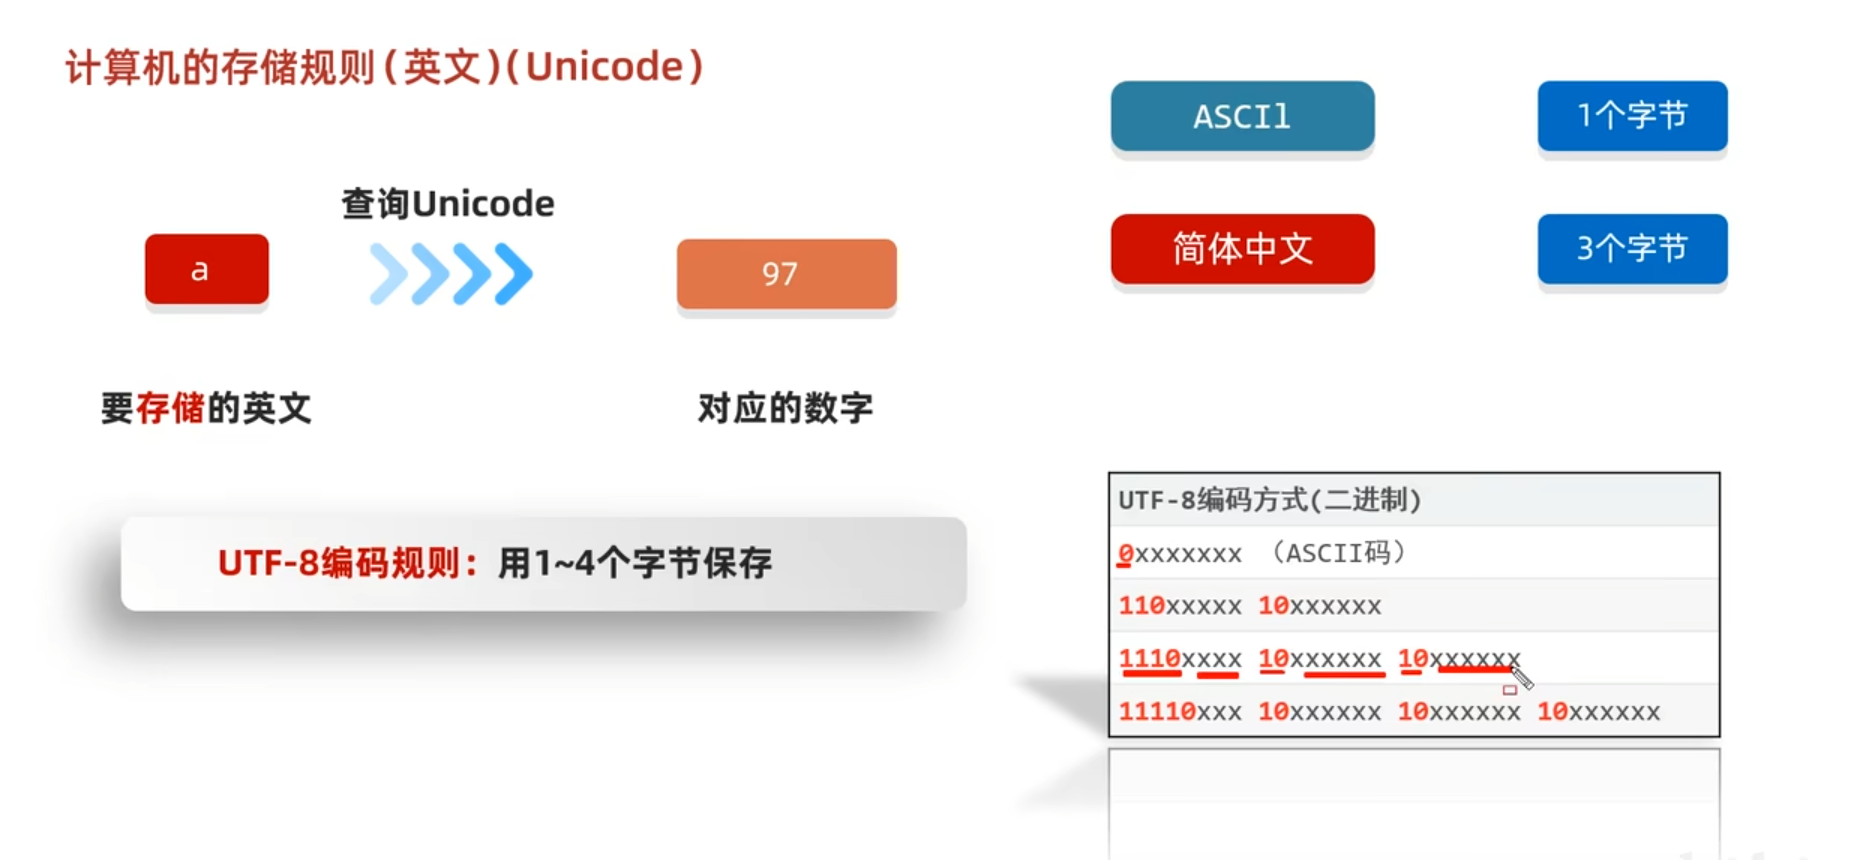 计算机的存储规则(英文)(Unicode)
ASCIl
1个字节
查询Unicode
简体中文
3个字节
a
97
要存储的英文
对应的数字
UTF-8编码方式(二进制)
0xxxxxxx （ASCII码）
UTF-8编码规则：用1~4个字节保存
110xxxxx 10xxxxxx
1110xxxx 10xxxxxx 10xxxxxx
11110xxx 10xxxxxx 10xxxxxx 10xxxxxx